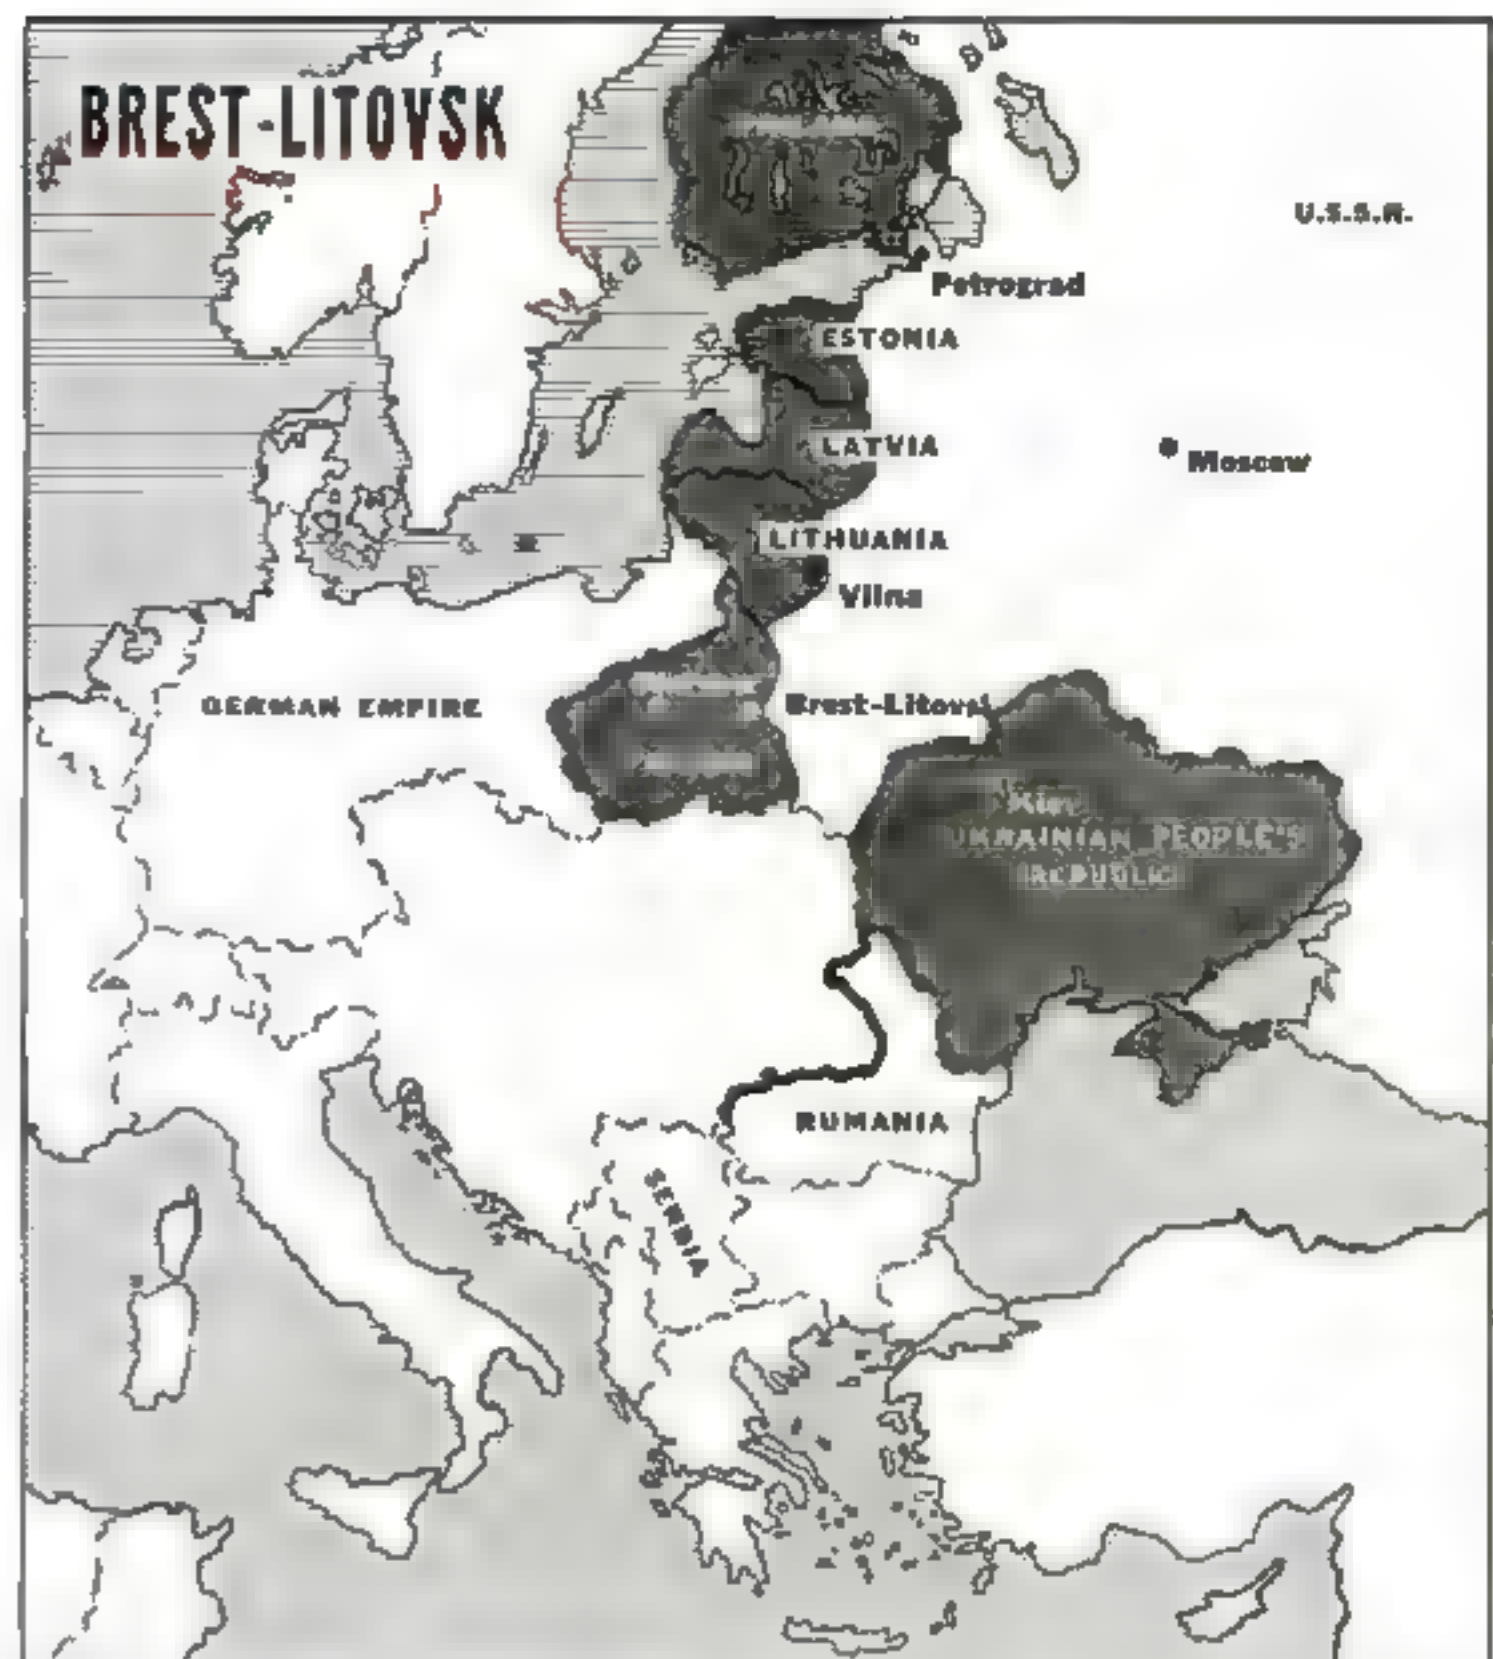 BREST-LITOVSK
U.S.S.R.
Petrograd
ESTONIA
LATVIA
Moscow
LITHUANIA
Vilna
GERMAN EMPIRE
Brest-Litovsk
Kiev
UKRAINIAN PEOPLE'S
REPUBLIC
RUMANIA
SERBIA